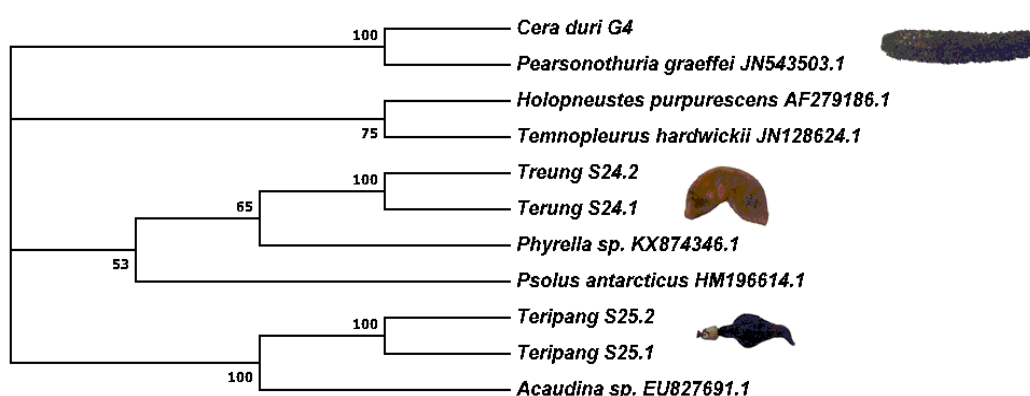 Cera duri G4
100
Pearsonothuria graeffei JN543503.1
Holopneustes purpurescens AF279186.1
75
Temnopleurus hardwickii JN128624.1
Treung S24.2
100
Terung S24.1
65
Phyrella sp. KX874346.1
53
Psolus antarcticus HM196614.1
Teripang S25.2
100
Teripang S25.1
100
Acaudina sp. EU827691.1